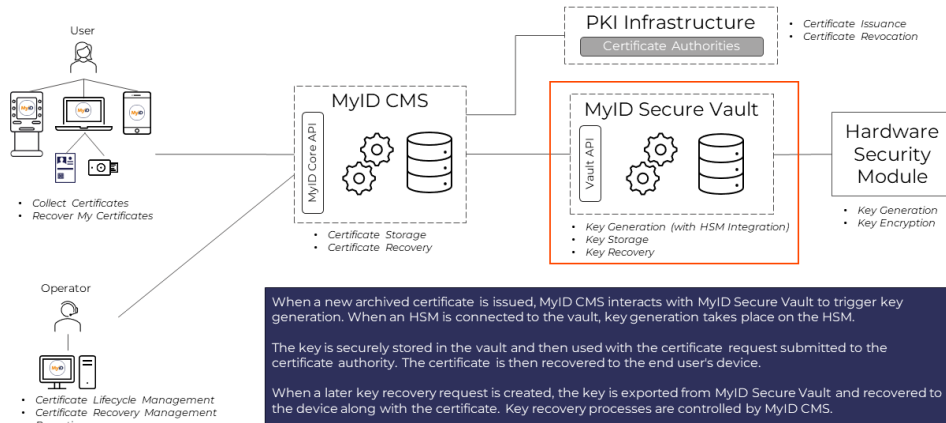 User
MyID
MyID
MyID
• Collect Certificates
• Recover My Certificates
Operator
MyID
• Certificate Lifecycle Management
• Certificate Recovery Management
MyID CMS
MyID Core API
• Certificate Storage
• Certificate Recovery
PKI Infrastructure
Certificate Authorities
• Certificate Issuance
• Certificate Revocation
MyID Secure Vault
Vault API
• Key Generation (with HSM Integration)
• Key Storage
• Key Recovery
Hardware
Security
Module
• Key Generation
• Key Encryption
When a new archived certificate is issued, MyID CMS interacts with MyID Secure Vault to trigger key
generation. When an HSM is connected to the vault, key generation takes place on the HSM.
The key is securely stored in the vault and then used with the certificate request submitted to the
certificate authority. The certificate is then recovered to the end user's device.
When a later key recovery request is created, the key is exported from MyID Secure Vault and recovered to
the device along with the certificate. Key recovery processes are controlled by MyID CMS.